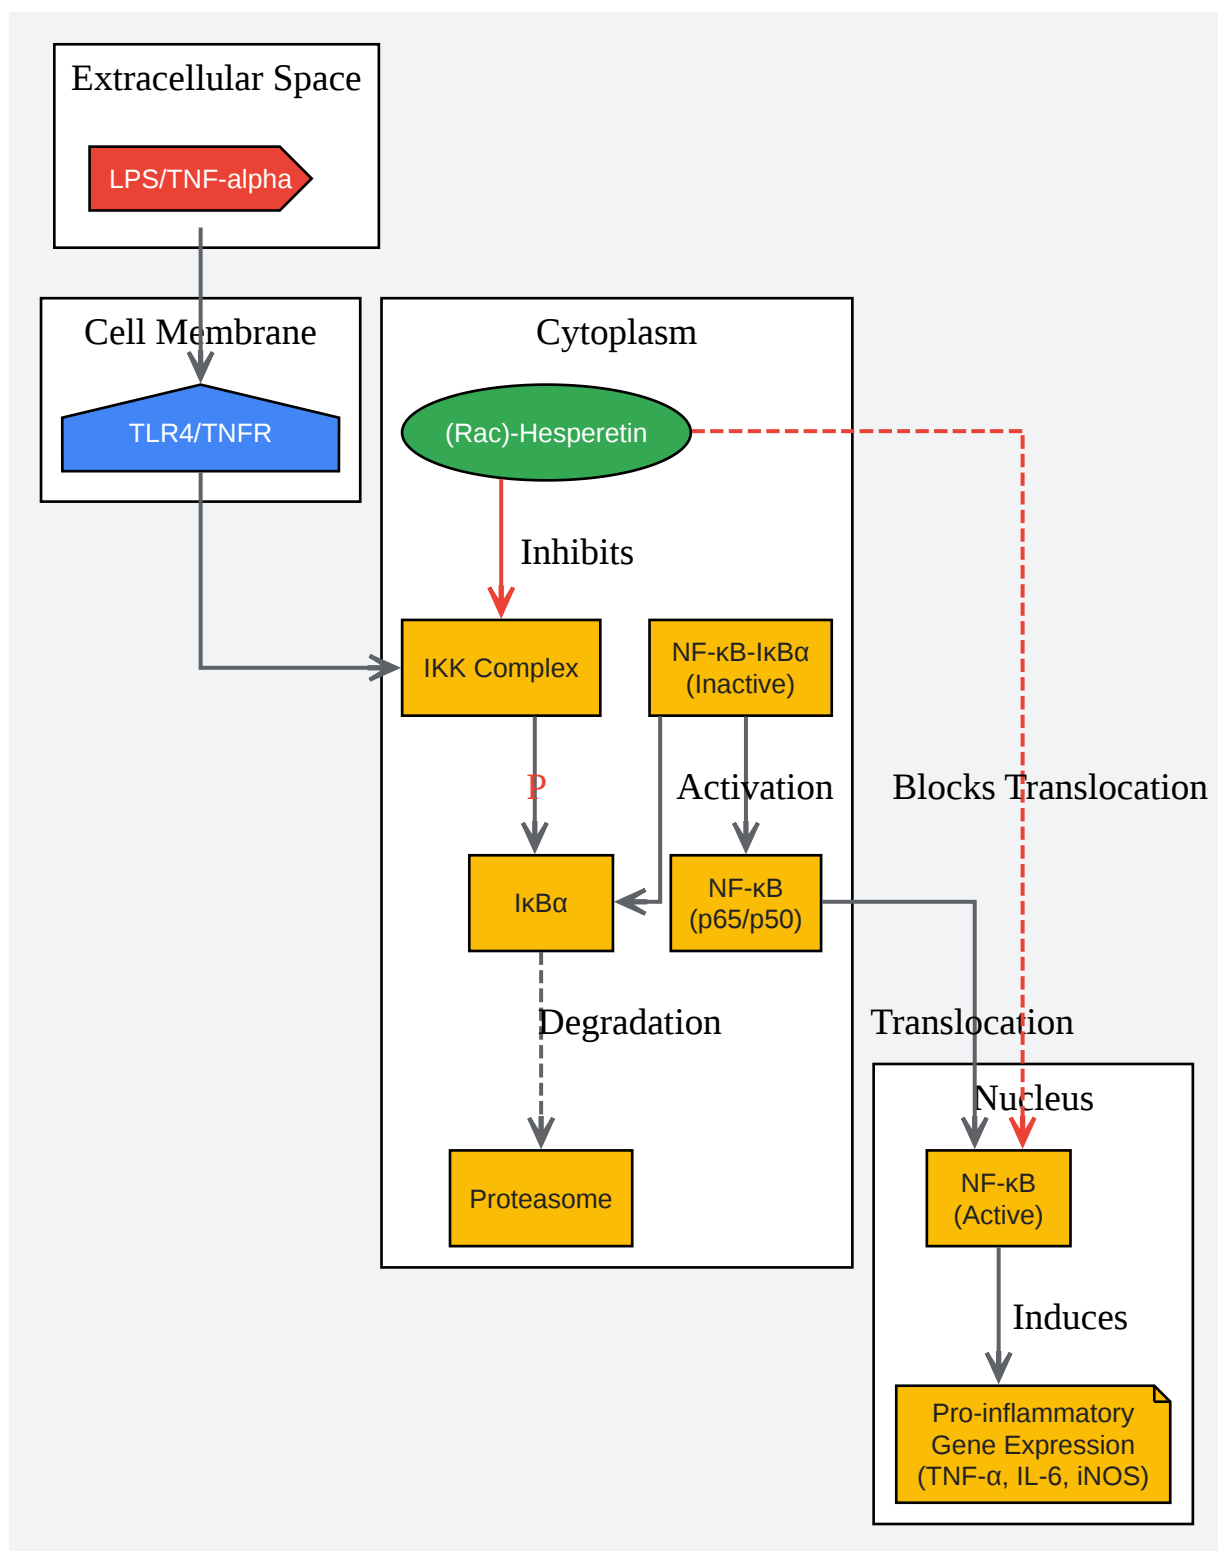 Extracellular Space
LPS/TNF-alpha
Cell Membrane
TLR4/TNFR
Cytoplasm
(Rac)-Hesperetin
Inhibits
IKK Complex
NF-κB-IκBα
(Inactive)
P
Activation
Blocks Translocation
IκBα
NF-κB
(p65/p50)
Degradation
Translocation
Nucleus
Proteasome
NF-κB
(Active)
Induces
Pro-inflammatory
Gene Expression
(TNF-α, IL-6, iNOS)